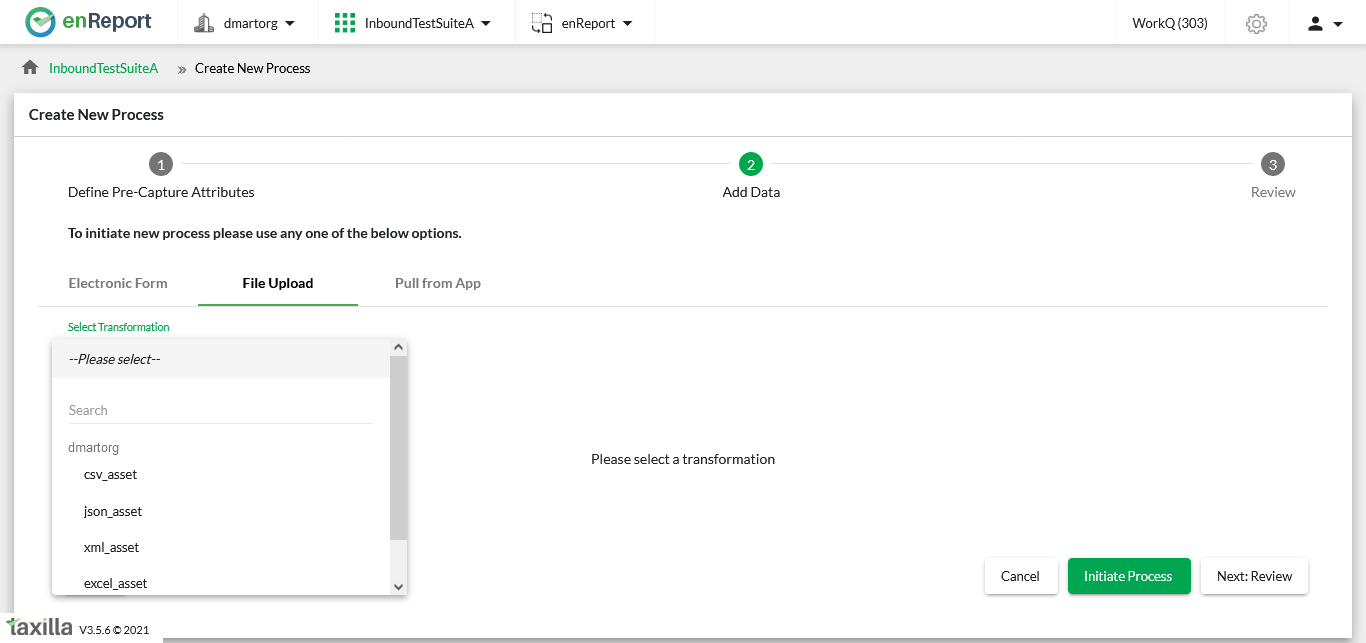 enReport dmartorg InboundTestSuiteA enReport WorkQ (303)
InboundTestSuiteA » Create New Process
Create New Process
1 2 3
Define Pre-Capture Attributes Add Data Review
To initiate new process please use any one of the below options.
Electronic Form File Upload Pull from App
Select Transformation
--Please select--
Search
dmartorg
csv_asset
Please select a transformation
json_asset
xml_asset
excel_asset
Cancel Initiate Process Next: Review
taxilla V3.5.6 © 2021